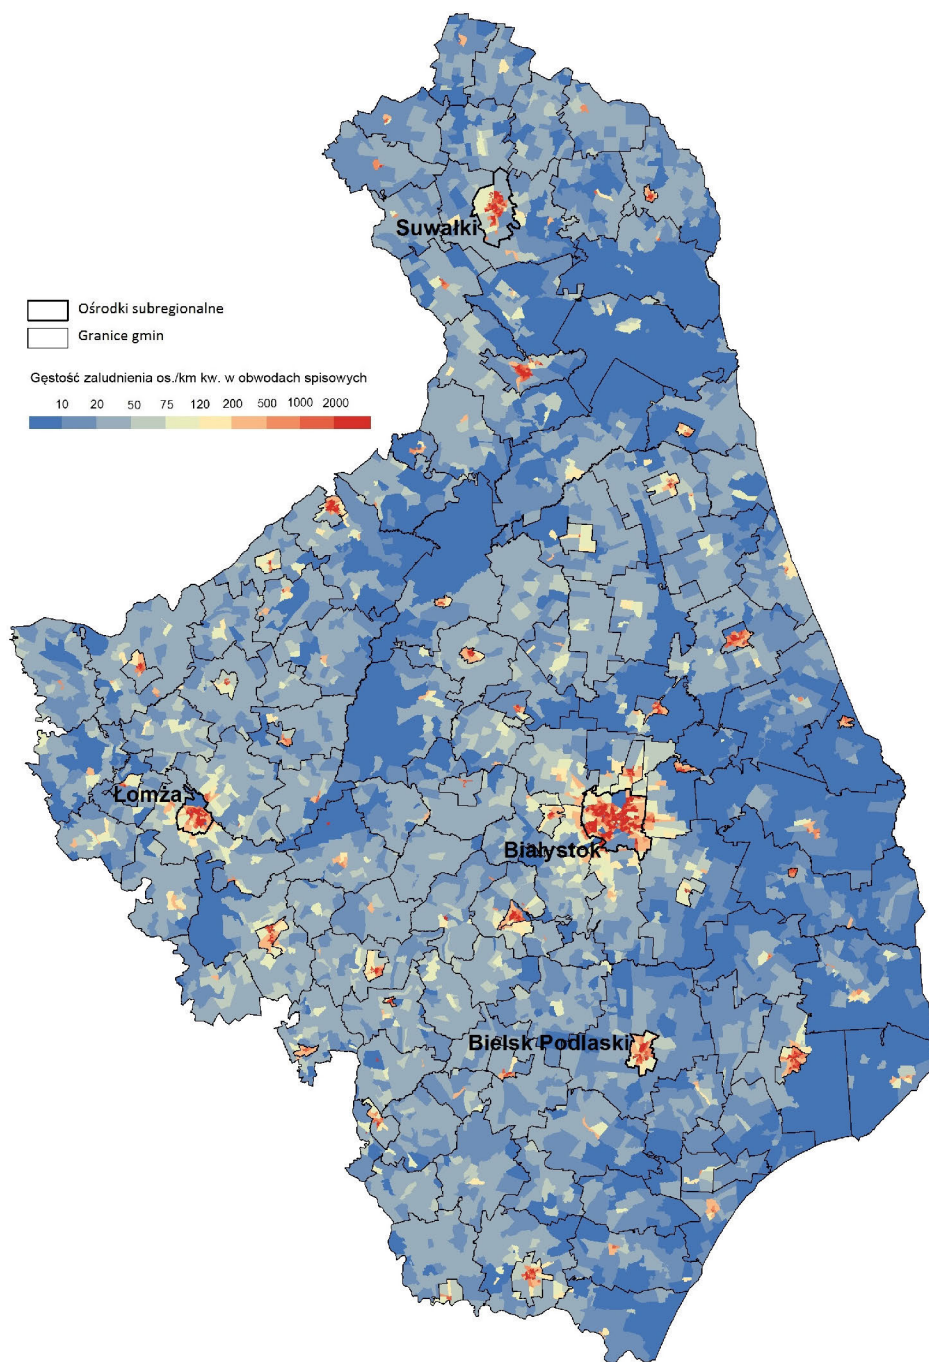 Suwałki
Ośrodki subregionalne
Granice gmin
Gęstość zaludnienia os./km kw. w obwodach spisowych
10 20 50 75 120 200 500 1000 2000
Łomża
Białystok
Bielsk Podlaski